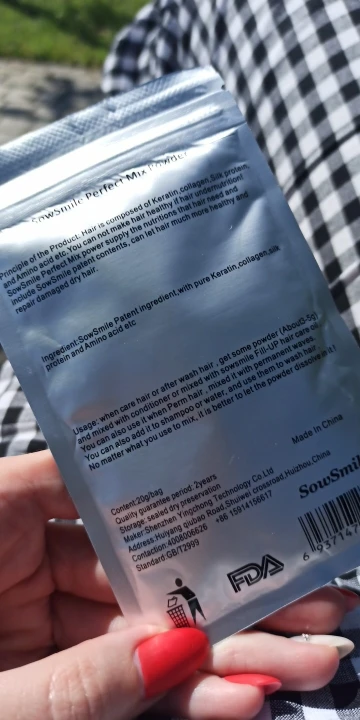 SowSmile Perfect Mix Powder
Principle of the Product: Hair is composed of Keratin,collagen,silk protein,
and Amino acid etc. You can not make hair healthy if hair undernutrition!
SowSmile Perfect Mix power supply the nutritions that hair need and
include SowSmile patent contents, can let hair much more healthy and
repair damaged dry hair.
Ingredient:SowSmile Patent Ingredient,with pure Keratin,collagen,silk
protein and Amino acid etc
Usage: when care hair or after wash hair , get some powder (About3-5g)
and mixed with conditioner or mixed with sowsmile Fill-UP hair care oil.
You can also use it when Perm hair , mixed it with permanent waves.
You can also add it to shampoo or water, and use them to wash hair.
No matter what you use to mix, it is better to let the powder dissolve in it!
Made in China
Content:20g/bag
Quality guarantee period:2years
Storage: sealed dry preservation
Maker:Shenzhen Yingchong Technology Co.Ltd
Address:Huiyang qiubao Road,Shuiwei Crossroad,Huizhou,China
Contaction:4008006626 +86 15914156617
Standard:GB/T2999
SowSmil
FDA